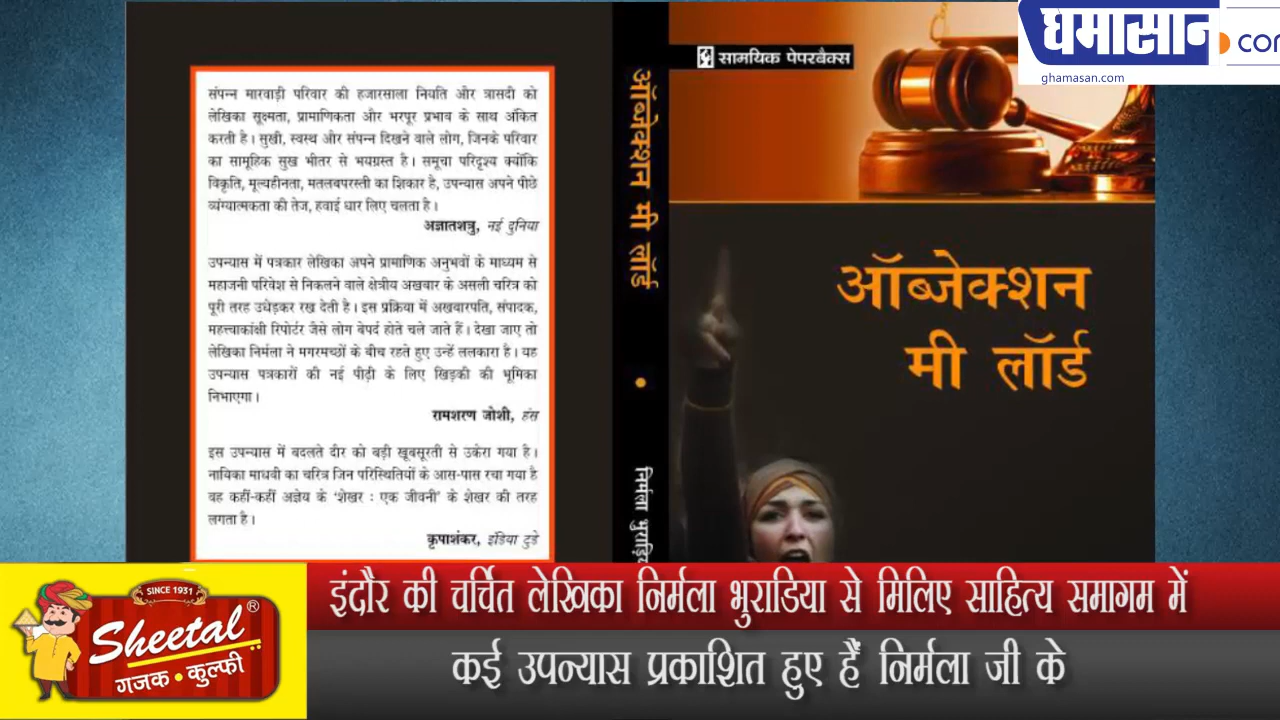 घमासान
.com
ghamasan.com
सामयिक पेपरबैक्स
संपन्न मारवाड़ी परिवार की हजारसाला नियति और त्रासदी को
लेखिका सूक्ष्मता, प्रामाणिकता और भरपूर प्रभाव के साथ अंकित
करती है। सुखी, स्वस्थ और संपन्न दिखने वाले लोग, जिनके परिवार
का सामूहिक सुख भीतर से भयग्रस्त है। समूचा परिदृश्य क्योंकि
विकृति, मूल्यहीनता, मतलबपरस्ती का शिकार है, उपन्यास अपने पीछे
व्यंग्यात्मकता की तेज, हवाई धार लिए चलता है।
अज्ञातशत्रु, नई दुनिया
उपन्यास में पत्रकार लेखिका अपने प्रामाणिक अनुभवों के माध्यम से
महाजनी परिवेश से निकलने वाले क्षेत्रीय अखबार के असली चरित्र को
पूरी तरह उधेड़कर रख देती है। इस प्रक्रिया में अखबारपति, संपादक,
महत्त्वाकांक्षी रिपोर्टर जैसे लोग बेपर्द होते चले जाते हैं। देखा जाए तो
लेखिका निर्मला ने मगरमच्छों के बीच रहते हुए उन्हें ललकारा है। यह
उपन्यास पत्रकारों की नई पीढ़ी के लिए खिड़की की भूमिका
निभाएगा।
रामशरण जोशी, हंस
इस उपन्यास में बदलते दौर को बड़ी खूबसूरती से उकेरा गया है।
नायिका माधवी का चरित्र जिन परिस्थितियों के आस-पास रचा गया है
वह कहीं-कहीं अज्ञेय के 'शेखर : एक जीवनी' के शेखर की तरह
लगता है।
कृपाशंकर, इंडिया टुडे
ऑब्जेक्शन मी लॉर्ड
निर्मला
ऑब्जेक्शन
मी लॉर्ड
SINCE 1931
Sheetal®
गजक • कुल्फी
इंदौर की चर्चित लेखिका निर्मला भुराडिया से मिलिए साहित्य समागम में
कई उपन्यास प्रकाशित हुए हैं निर्मला जी के